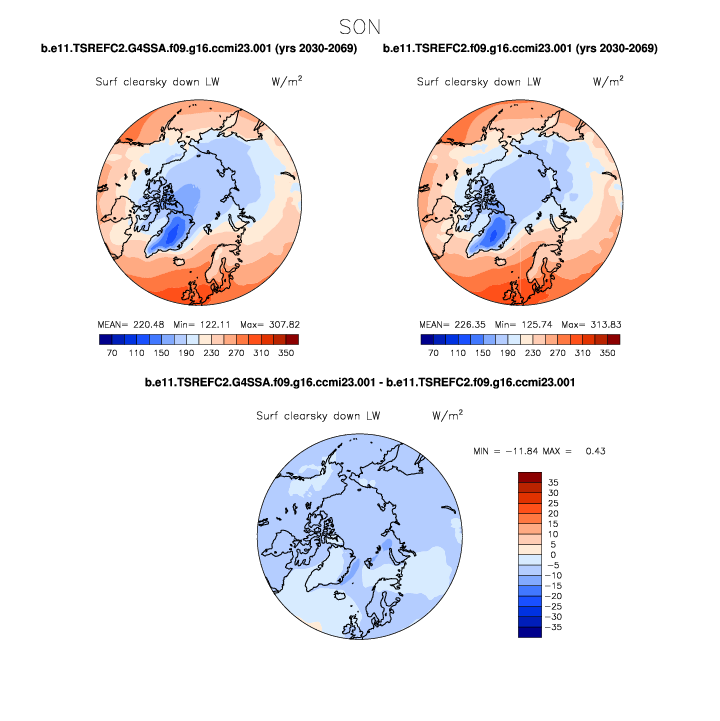 SON
b.e11.TSREFC2.G4SSA.f09.g16.ccmi23.001 (yrs 2030-2069) b.e11.TSREFC2.f09.g16.ccmi23.001 (yrs 2030-2069)
Surf clearsky down LW W/m² Surf clearsky down LW W/m²
MEAN= 220.48 Min= 122.11 Max= 307.82 MEAN= 226.35 Min= 125.74 Max= 313.83
70 110 150 190 230 270 310 350 70 110 150 190 230 270 310 350
b.e11.TSREFC2.G4SSA.f09.g16.ccmi23.001 - b.e11.TSREFC2.f09.g16.ccmi23.001
Surf clearsky down LW W/m²
MIN = -11.84 MAX = 0.43
35
30
25
20
15
10
5
0
-5
-10
-15
-20
-25
-30
-35